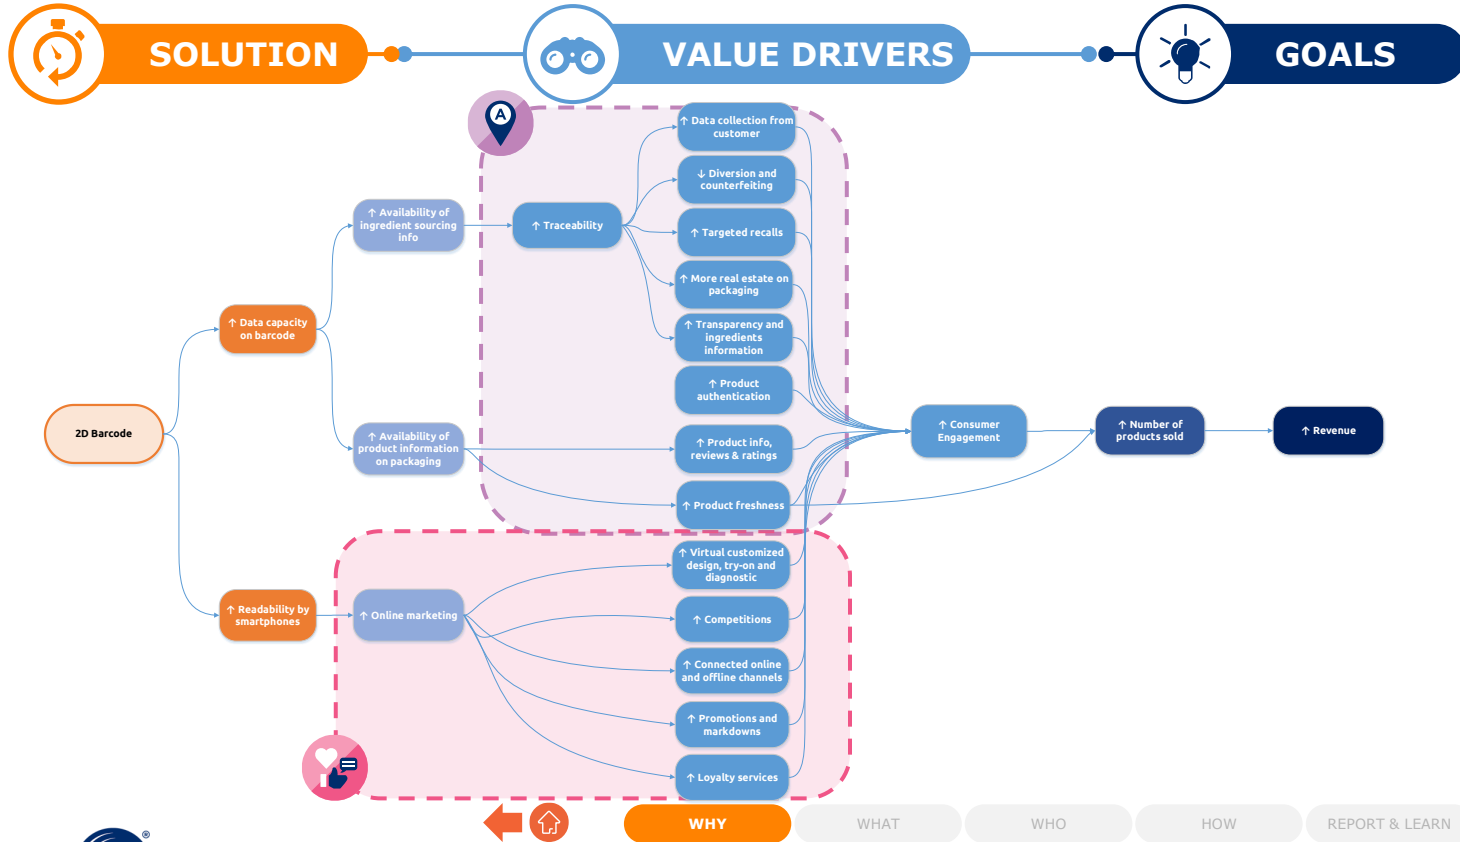 SOLUTION
VALUE DRIVERS
GOALS
A
↑ Data collection from
customer
↓ Diversion and
counterfeiting
↑ Availability of
ingredient sourcing
info
↑ Traceability
↑ Targeted recalls
↑ More real estate on
packaging
↑ Data capacity
on barcode
↑ Transparency and
ingredients
information
↑ Product
authentication
2D Barcode
↑ Availability of
product information
on packaging
↑ Product info,
reviews & ratings
↑ Consumer
Engagement
↑ Number of
products sold
↑ Revenue
↑ Product freshness
↑ Virtual customized
design, try-on and
diagnostic
↑ Readability by
smartphones
↑ Online marketing
↑ Competitions
↑ Connected online
and offline channels
↑ Promotions and
markdowns
↑ Loyalty services
®
WHY
WHAT
WHO
HOW
REPORT & LEARN